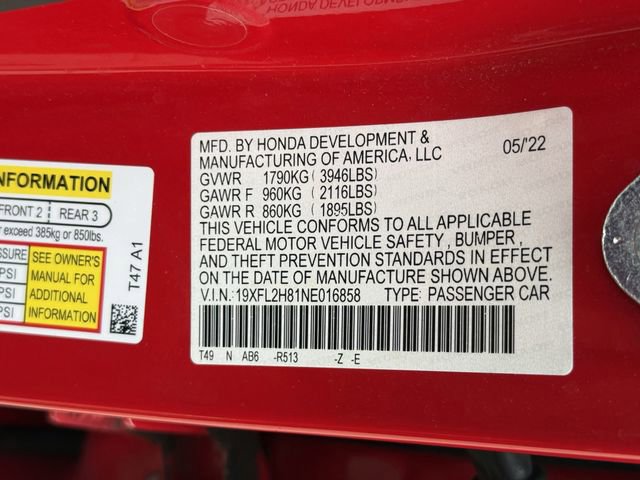 HONDA DEVELOPMENT
MFD. BY HONDA DEVELOPMENT &
MANUFACTURING OF AMERICA, LLC 05/'22
GVWR 1790KG ( 3946LBS)
GAWR F 960KG ( 2116LBS)
GAWR R 860KG ( 1895LBS)
THIS VEHICLE CONFORMS TO ALL APPLICABLE
FEDERAL MOTOR VEHICLE SAFETY , BUMPER,
AND THEFT PREVENTION STANDARDS IN EFFECT
ON THE DATE OF MANUFACTURE SHOWN ABOVE.
V.I.N.: 19XFL2H81NE016858 TYPE: PASSENGER CAR
T49 N AB6 -R513 -Z -E
NFORMATION
FRONT 2 REAR 3
exceed 385kg or 850lbs.
SEE OWNER'S
PSI MANUAL FOR
PSI ADDITIONAL
PSI INFORMATION
T47 A1